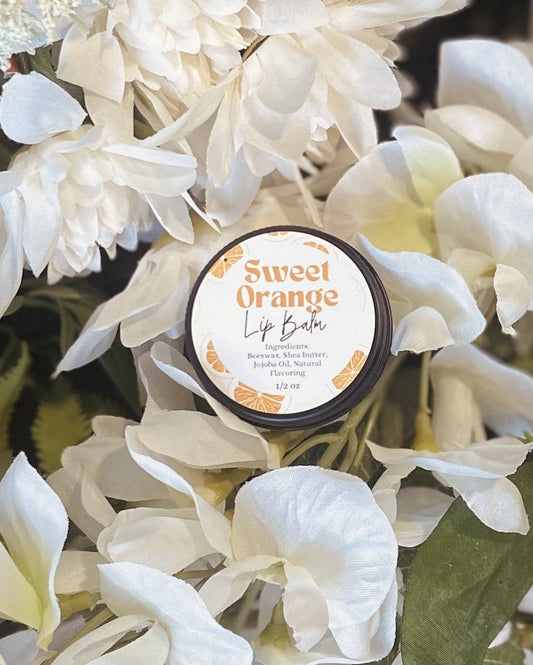 Sweet
Orange
Lip Balm
Ingredients:
Beeswax, Shea butter,
Jojoba Oil, Natural
Flavoring
1/2 oz